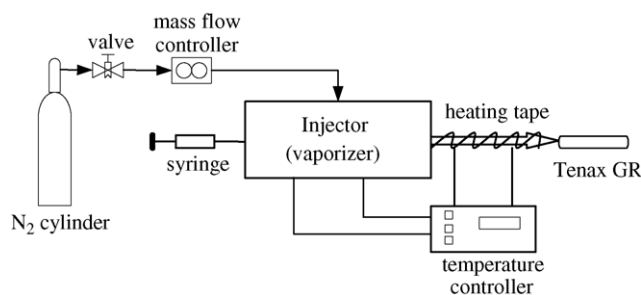 mass flow
controller
valve
heating tape
Injector
(vaporizer)
syringe
Tenax GR
N₂ cylinder
temperature
controller